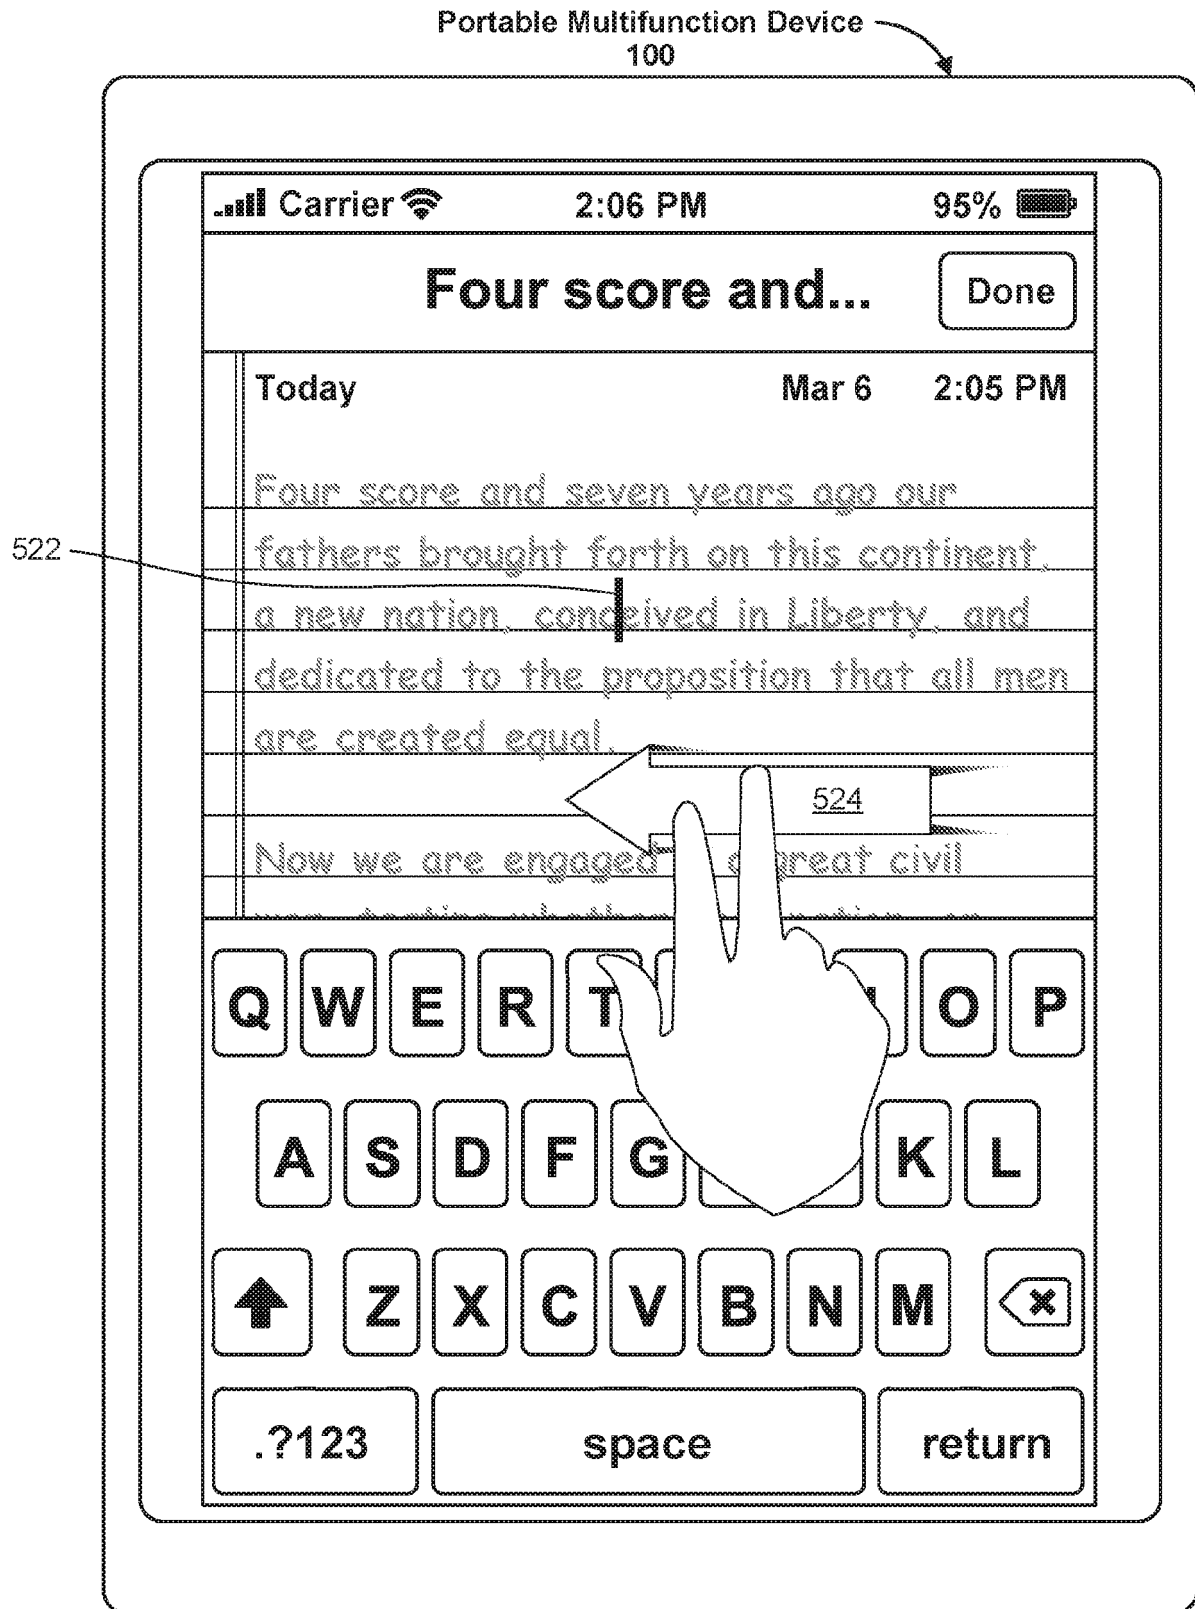 Portable Multifunction Device
100
Carrier 2:06 PM 95%
Four score and... Done
Today Mar 6 2:05 PM
Four score and seven years ago our
522
fathers brought forth on this continent,
a new nation, conceived in Liberty, and
dedicated to the proposition that all men
are created equal.
524
Now we are engaged great civil
Q W E R T O P
A S D F G K L
Z X C V B N M
.?123 space return